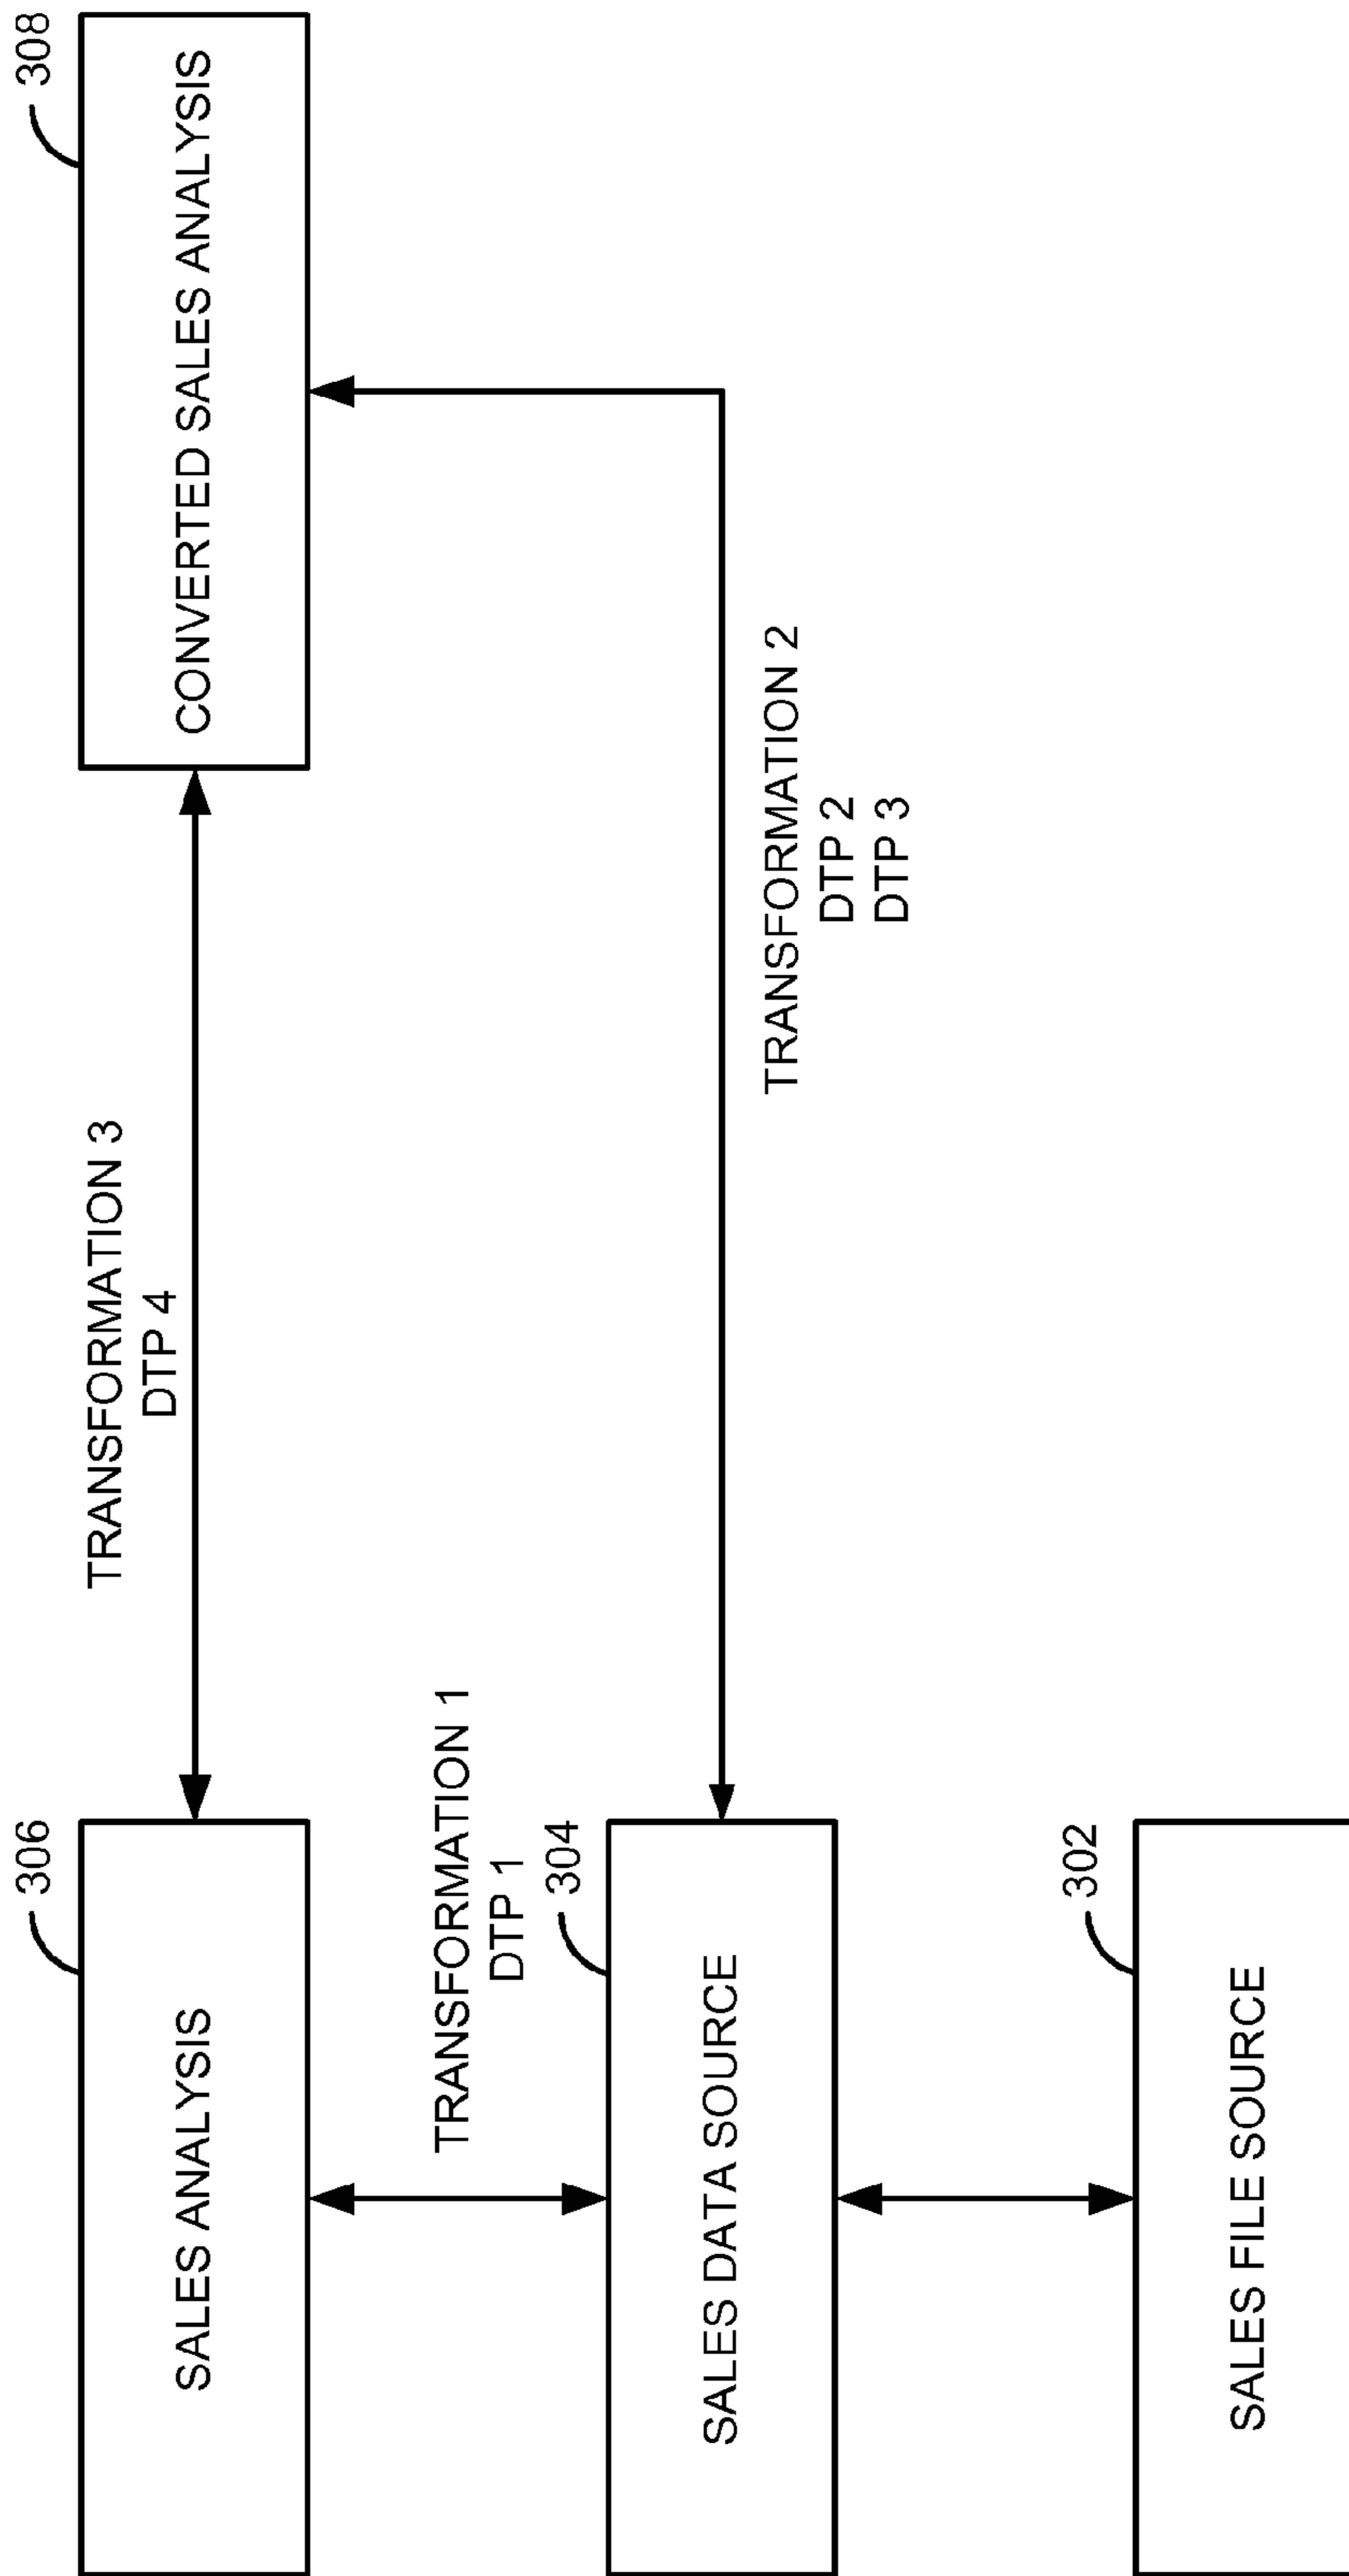 306
SALES ANALYSIS
TRANSFORMATION 3
DTP 4
308
CONVERTED SALES ANALYSIS
TRANSFORMATION 1
DTP 1
304
SALES DATA SOURCE
TRANSFORMATION 2
DTP 2
DTP 3
302
SALES FILE SOURCE